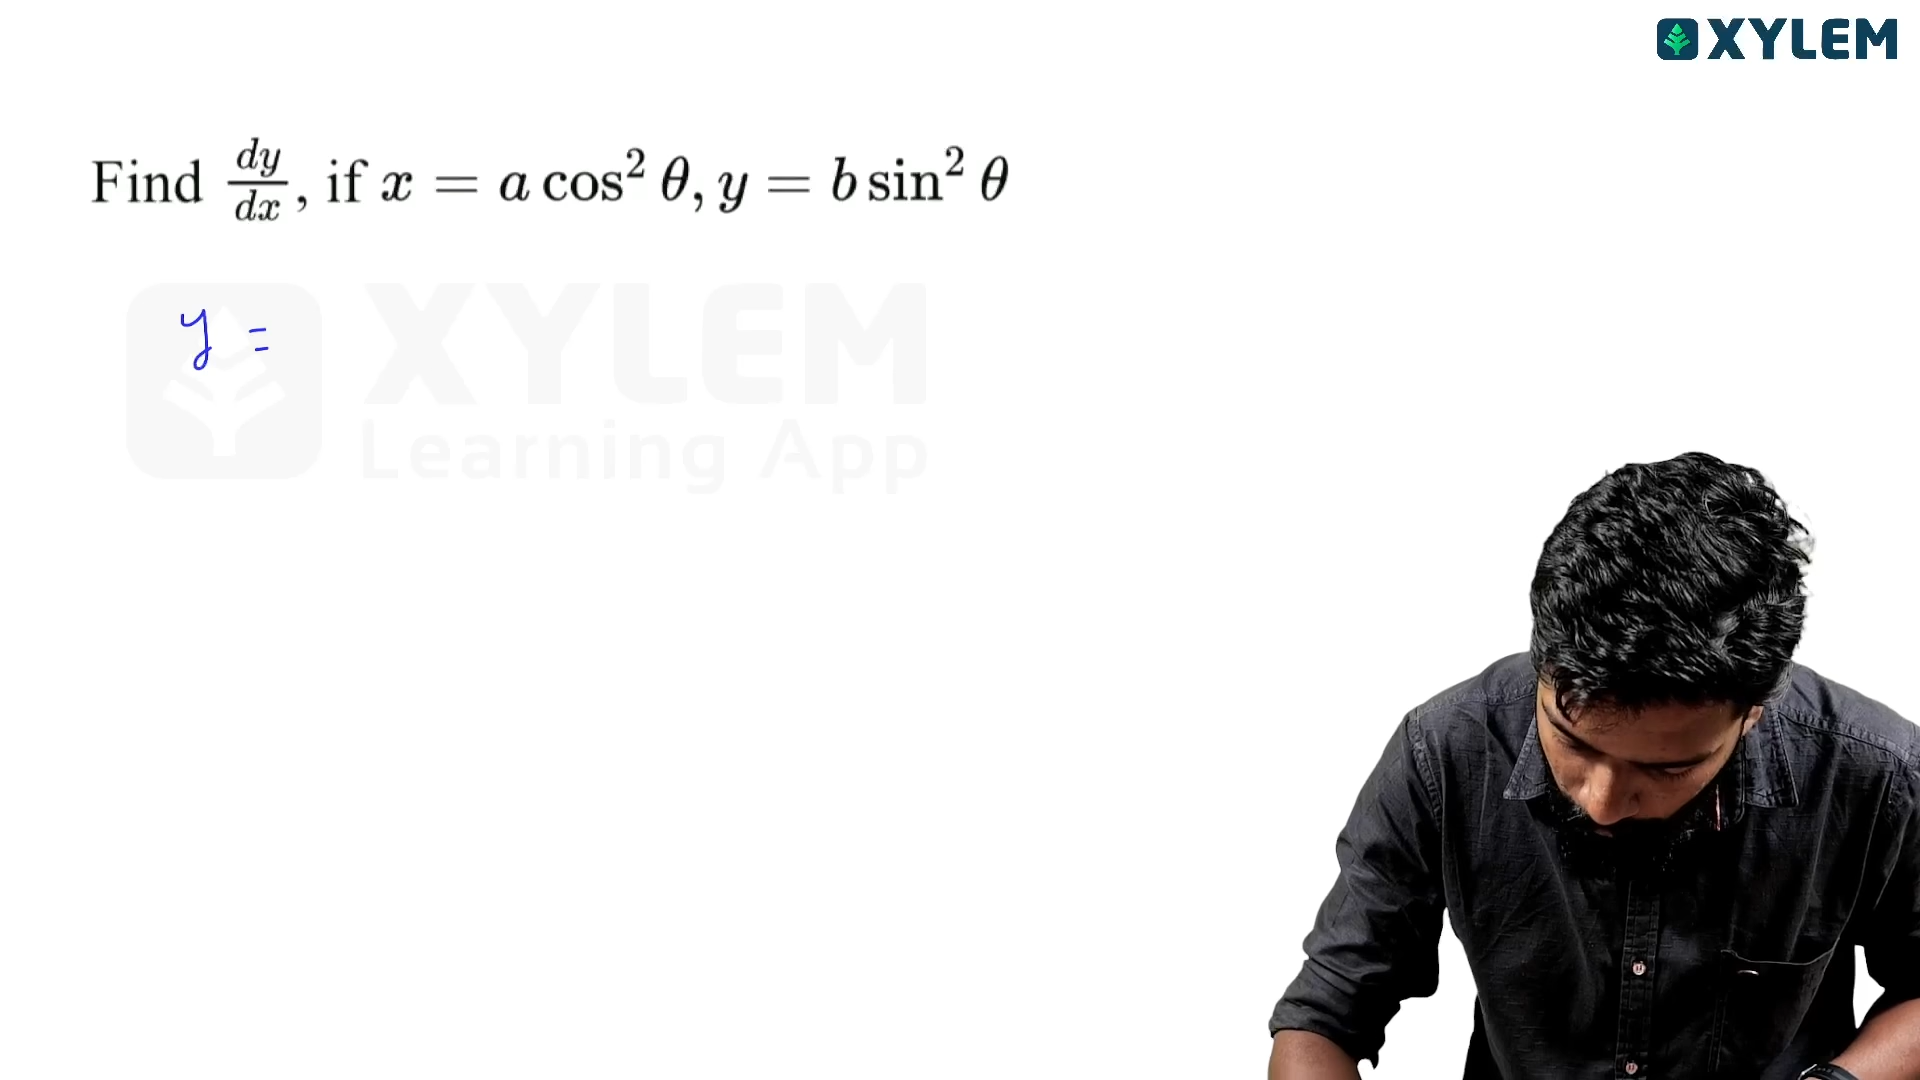 XYLEM
Find dy/dx, if x = a cos² θ, y = b sin² θ
y =
XYLEM
Learning App